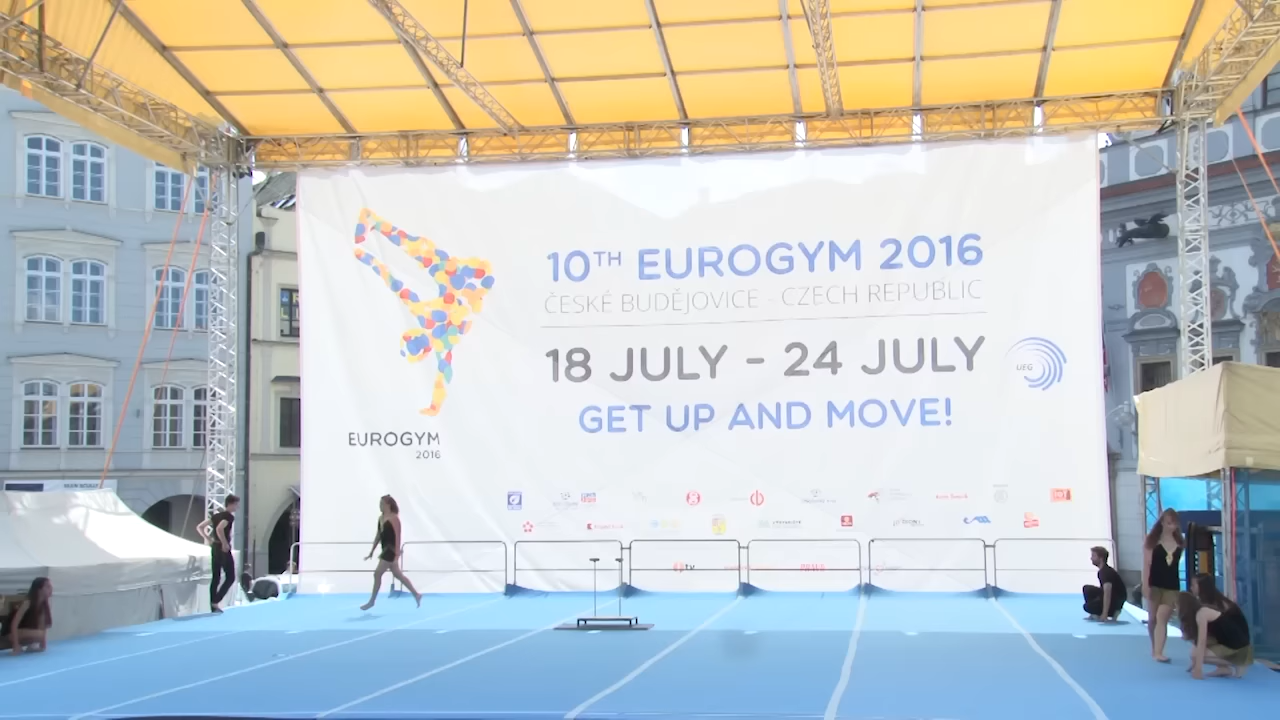 10TH EUROGYM 2016
ČESKÉ BUDĚJOVICE - CZECH REPUBLIC
18 JULY - 24 JULY
UEG
GET UP AND MOVE!
EUROGYM
2016